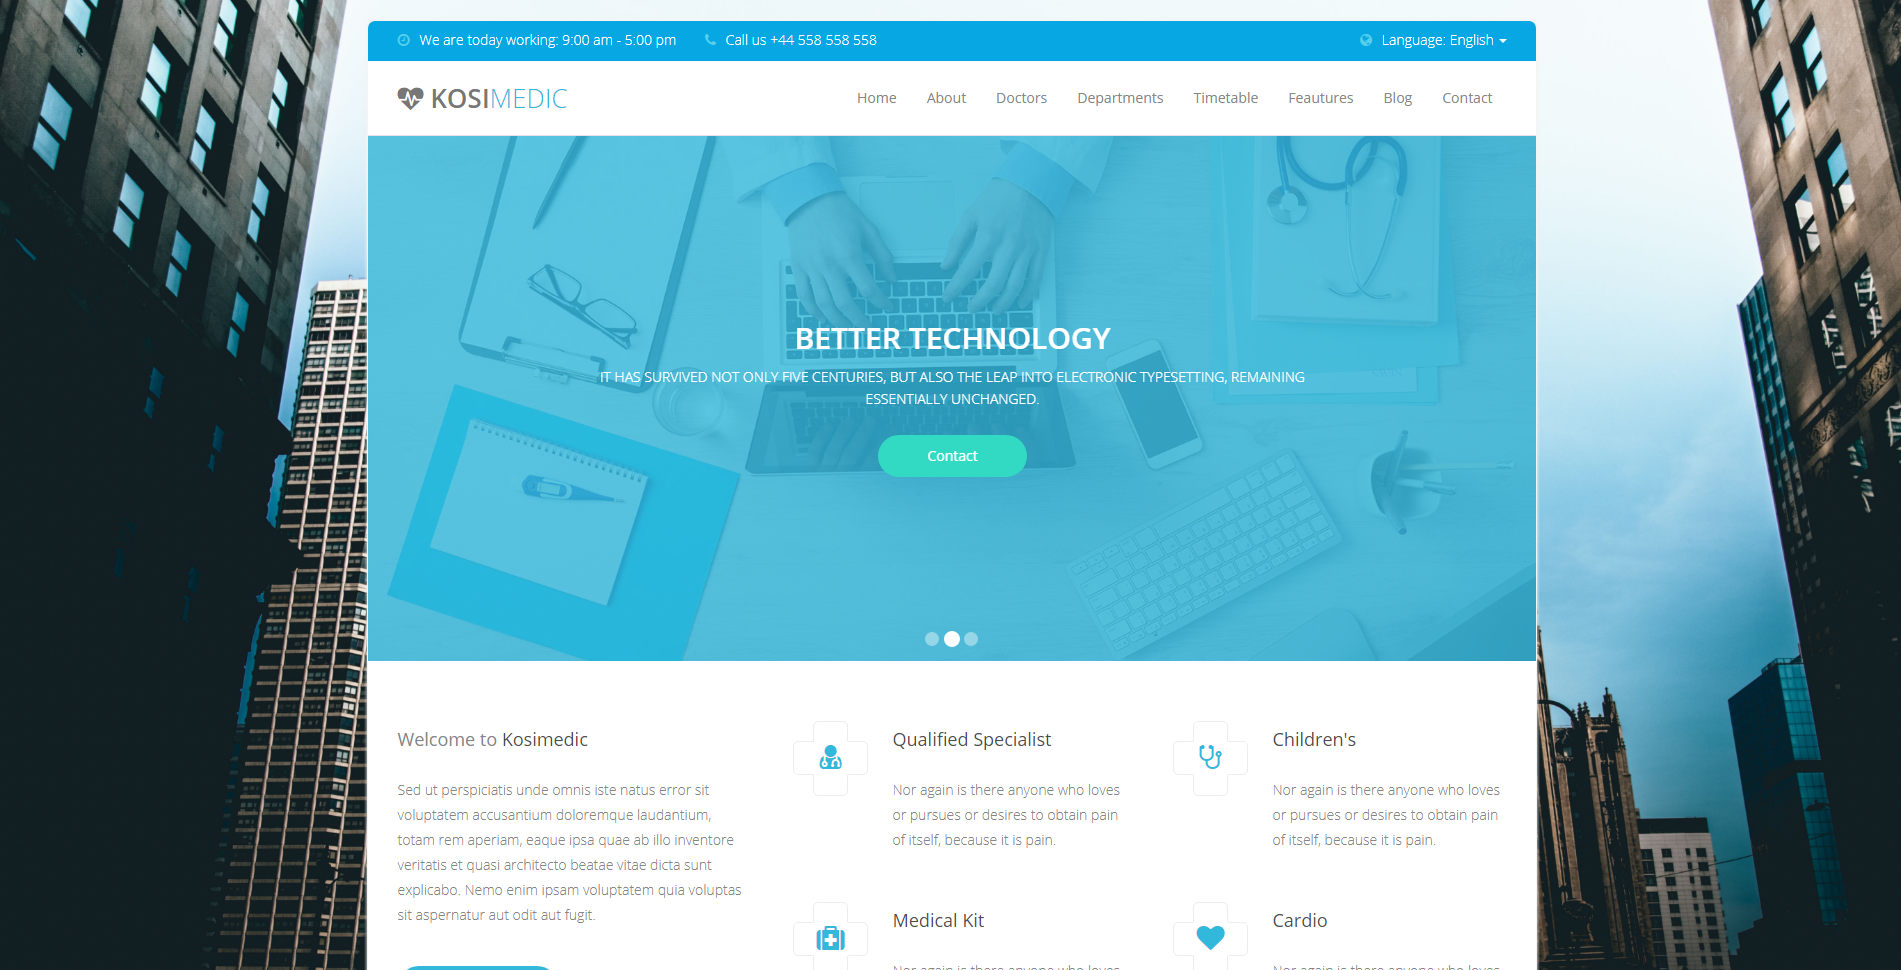 We are today working: 9:00 am - 5:00 pm
Call us +44 558 558 558
Language: English
KOSIMEDIC
Home About Doctors Departments Timetable Feautures Blog Contact
BETTER TECHNOLOGY
IT HAS SURVIVED NOT ONLY FIVE CENTURIES, BUT ALSO THE LEAP INTO ELECTRONIC TYPESETTING, REMAINING
ESSENTIALLY UNCHANGED.
Contact
Welcome to Kosimedic
Sed ut perspiciatis unde omnis iste natus error sit
voluptatem accusantium doloremque laudantium,
totam rem aperiam, eaque ipsa quae ab illo inventore
veritatis et quasi architecto beatae vitae dicta sunt
explicabo. Nemo enim ipsam voluptatem quia voluptas
sit aspernatur aut odit aut fugit.
Qualified Specialist
Nor again is there anyone who loves
or pursues or desires to obtain pain
of itself, because it is pain.
Children's
Nor again is there anyone who loves
or pursues or desires to obtain pain
of itself, because it is pain.
Medical Kit
Cardio